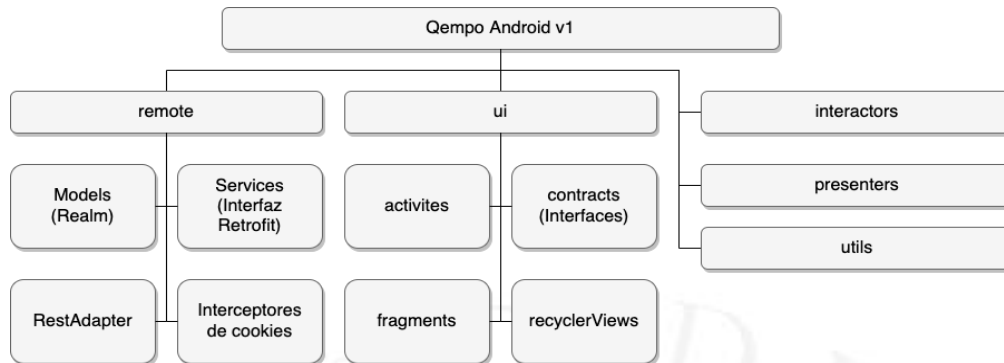 Qempo Android v1
remote
ui
interactors
Models
(Realm)
Services
(Interfaz
Retrofit)
activites
contracts
(Interfaces)
presenters
utils
RestAdapter
Interceptores
de cookies
fragments
recyclerViews